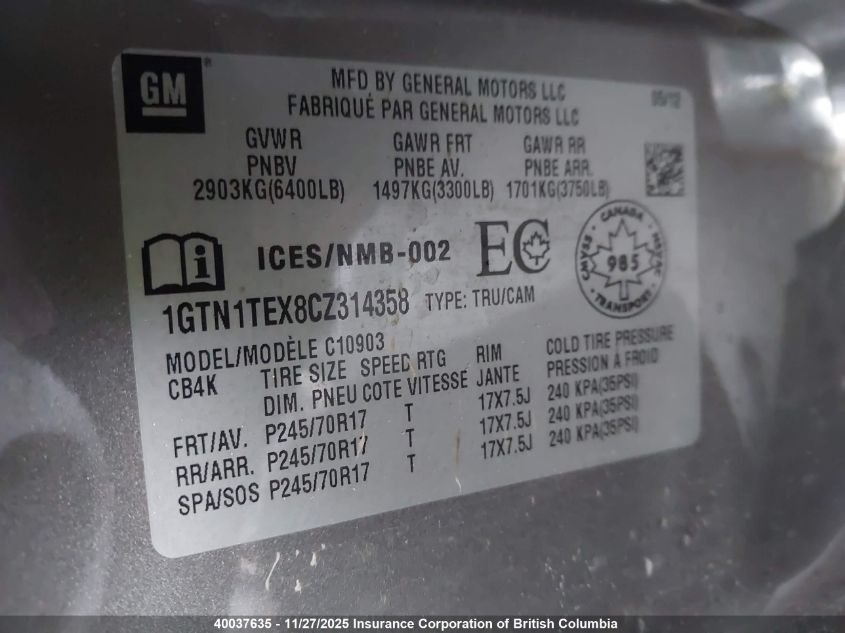 GM
MFD BY GENERAL MOTORS LLC 05/12
FABRIQUÉ PAR GENERAL MOTORS LLC
GVWR GAWR FRT GAWR RR
PNBV PNBE AV. PNBE ARR.
2903KG(6400LB) 1497KG(3300LB) 1701KG(3750LB)
ICES/NMB-002 EC
CANADA
CMVSS 985 NSVAC
TRANSPORT
1GTN1TEX8CZ314358 TYPE: TRU/CAM
MODEL/MODÈLE C10903
CB4K TIRE SIZE SPEED RTG RIM COLD TIRE PRESSURE
DIM. PNEU COTE VITESSE JANTE PRESSION À FROID
FRT/AV. P245/70R17 T 17X7.5J 240 KPA(35PSI)
RR/ARR. P245/70R17 T 17X7.5J 240 KPA(35PSI)
SPA/SOS P245/70R17 T 17X7.5J 240 KPA(35PSI)
40037635 - 11/27/2025 Insurance Corporation of British Columbia